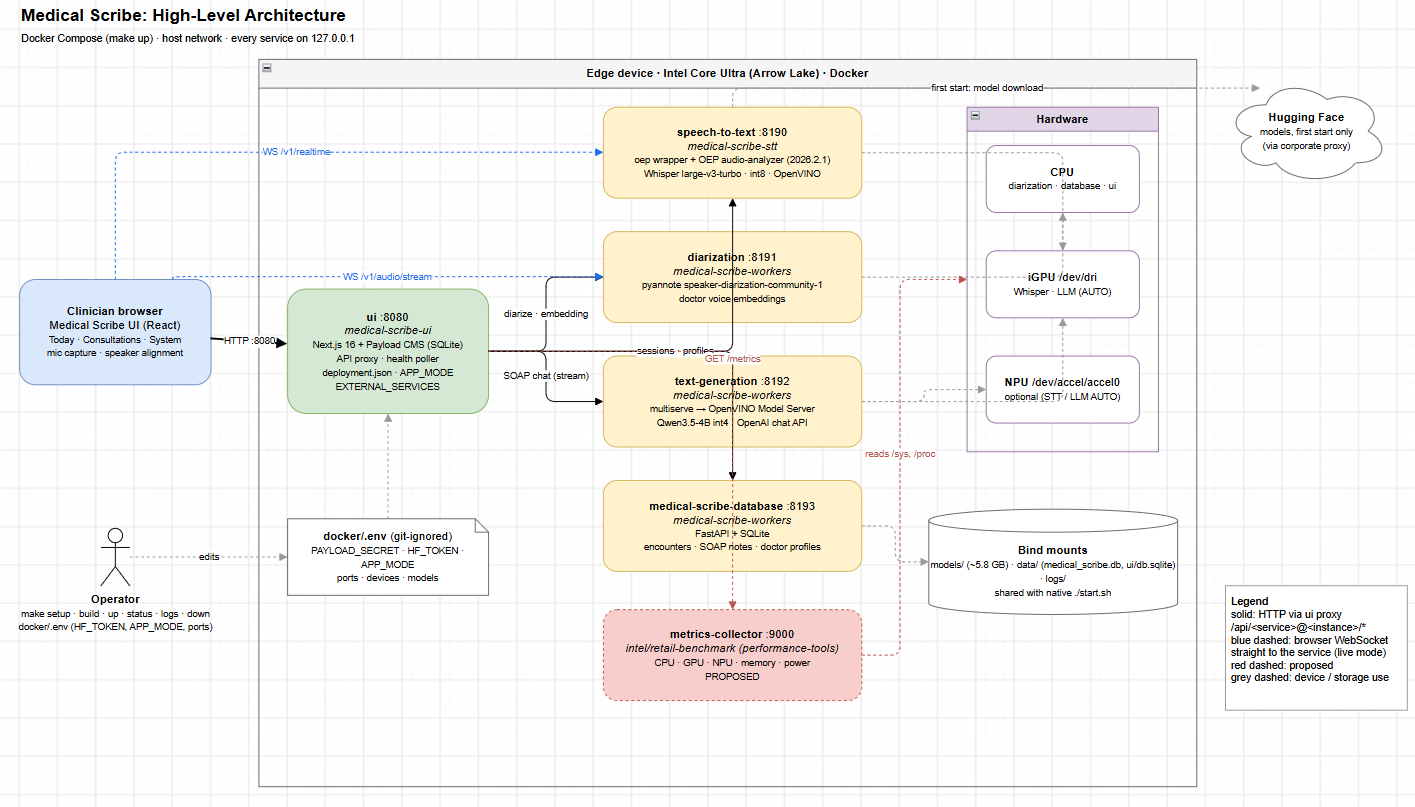 Medical Scribe: High-Level Architecture
Docker Compose (make up) · host network · every service on 127.0.0.1
Edge device · Intel Core Ultra (Arrow Lake) · Docker
first start: model download
Hugging Face
models, first start only
(via corporate proxy)
speech-to-text :8190
medical-scribe-stt
oep wrapper + OEP audio-analyzer (2026.2.1)
Whisper large-v3-turbo · int8 · OpenVINO
WS /v1/realtime
Hardware
CPU
diarization · database · ui
diarization :8191
medical-scribe-workers
pyannote speaker-diarization-community-1
doctor voice embeddings
WS /v1/audio/stream
iGPU /dev/dri
Whisper · LLM (AUTO)
Clinician browser
Medical Scribe UI (React)
Today · Consultations · System
mic capture · speaker alignment
HTTP :8080
ui :8080
medical-scribe-ui
Next.js 16 + Payload CMS (SQLite)
API proxy · health poller
deployment.json · APP_MODE
EXTERNAL_SERVICES
diarize · embedding
sessions · profiles
GET /metrics
SOAP chat (stream)
text-generation :8192
medical-scribe-workers
multiserve → OpenVINO Model Server
Qwen3.5-4B int4 · OpenAI chat API
NPU /dev/accel/accel0
optional (STT / LLM AUTO)
reads /sys, /proc
medical-scribe-database :8193
medical-scribe-workers
FastAPI + SQLite
encounters · SOAP notes · doctor profiles
docker/.env (git-ignored)
PAYLOAD_SECRET · HF_TOKEN ·
APP_MODE
ports · devices · models
edits
Operator
make setup · build · up · status · logs · down
docker/.env (HF_TOKEN, APP_MODE, ports)
Bind mounts
models/ (~5.8 GB) · data/ (medical_scribe.db, ui/db.sqlite)
· logs/
shared with native ./start.sh
metrics-collector :9000
intel/retail-benchmark (performance-tools)
CPU · GPU · NPU · memory · power
PROPOSED
Legend
solid: HTTP via ui proxy
/api/<service>@<instance>/*
blue dashed: browser WebSocket
straight to the service (live mode)
red dashed: proposed
grey dashed: device / storage use